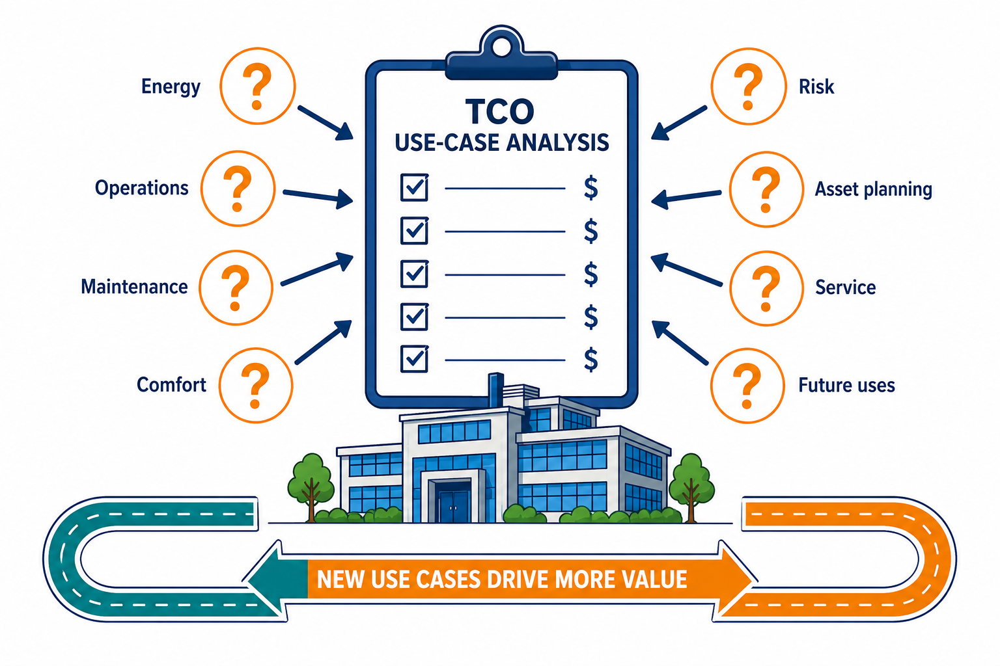 TCO
USE-CASE ANALYSIS
Energy
?
Operations
?
Maintenance
?
Comfort
?
$
$
$
$
$
?
Risk
?
Asset planning
?
Service
?
Future uses
NEW USE CASES DRIVE MORE VALUE